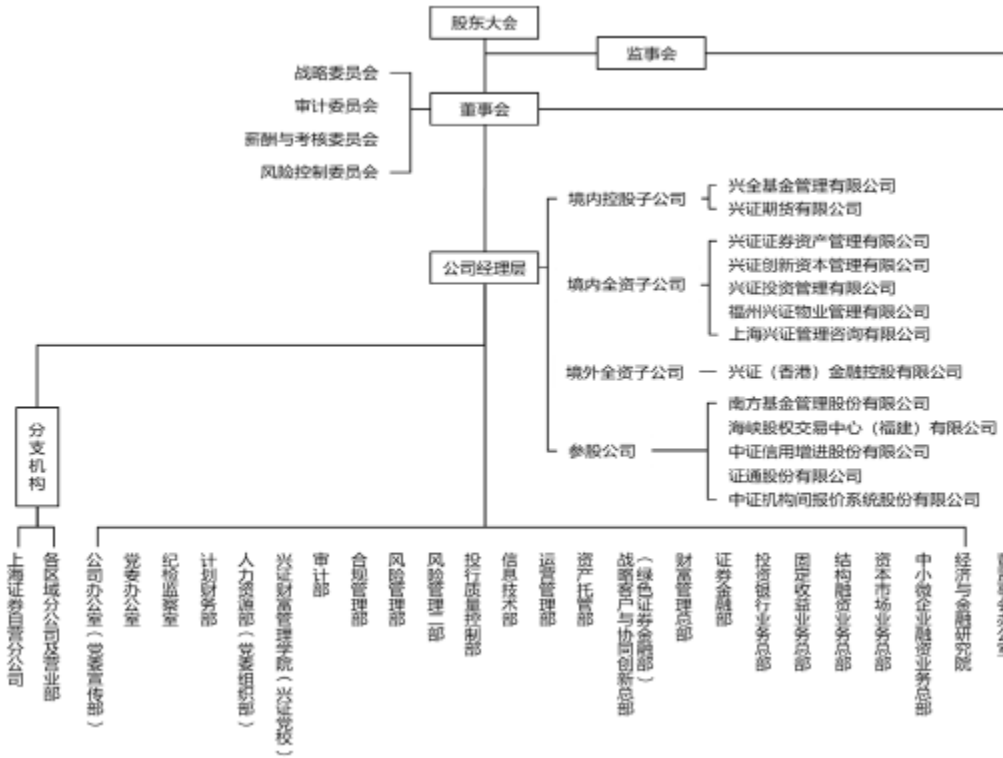 股东大会
监事会
战略委员会
审计委员会
薪酬与考核委员会
风险控制委员会
董事会
境内控股子公司
兴全基金管理有限公司
兴证期货有限公司
公司经理层
境内全资子公司
兴证证券资产管理有限公司
兴证创新资本管理有限公司
兴证投资管理有限公司
福州兴证物业管理有限公司
上海兴证管理咨询有限公司
境外全资子公司
兴证（香港）金融控股有限公司
参股公司
南方基金管理股份有限公司
海峡股权交易中心（福建）有限公司
中证信用增进股份有限公司
证通股份有限公司
中证机构间报价系统股份有限公司
分支机构
上海证券自营分公司
各区域分公司及营业部
公司办公室（党委宣传部）
党委办公室
纪检监察室
计划财务部
人力资源部（党委组织部）
兴证财富管理学院（兴证党校）
审计部
合规管理部
风险管理部
风险管理二部
投行质量控制部
信息技术部
运营管理部
资产托管部
战略客户与协同创新总部
（绿色证券金融部）
财富管理总部
证券金融部
投资银行业务总部
固定收益业务总部
结构融资业务总部
资本市场业务总部
中小微企业融资业务总部
经济与金融研究院